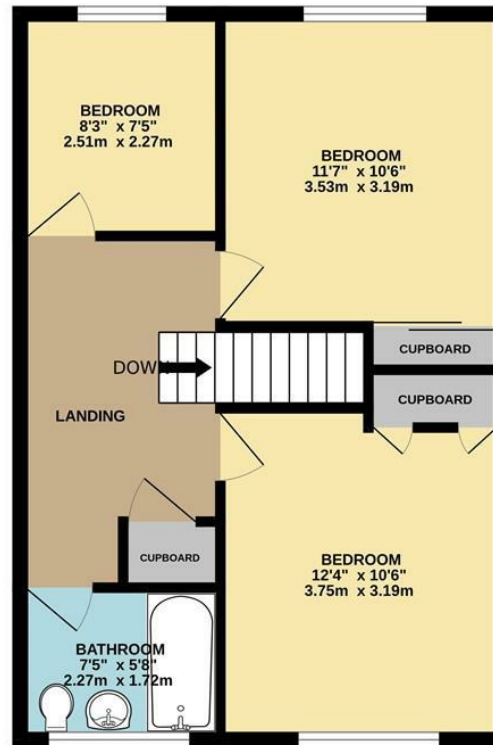 BEDROOM
8'3" x 7'5"
2.51m x 2.27m
BEDROOM
11'7" x 10'6"
3.53m x 3.19m
CUPBOARD
DOWN
CUPBOARD
LANDING
CUPBOARD
BEDROOM
12'4" x 10'6"
3.75m x 3.19m
BATHROOM
7'5" x 5'8"
2.27m x 1.72m